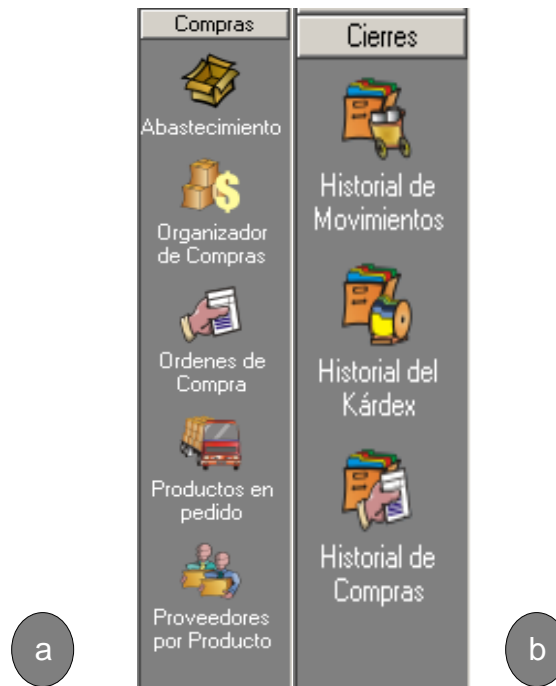 Compras
Abastecimiento
Organizador
de Compras
Ordenes de
Compra
Productos en
pedido
Proveedores
por Producto
a
Cierres
Historial de
Movimientos
Historial del
Kárdex
Historial de
Compras
b